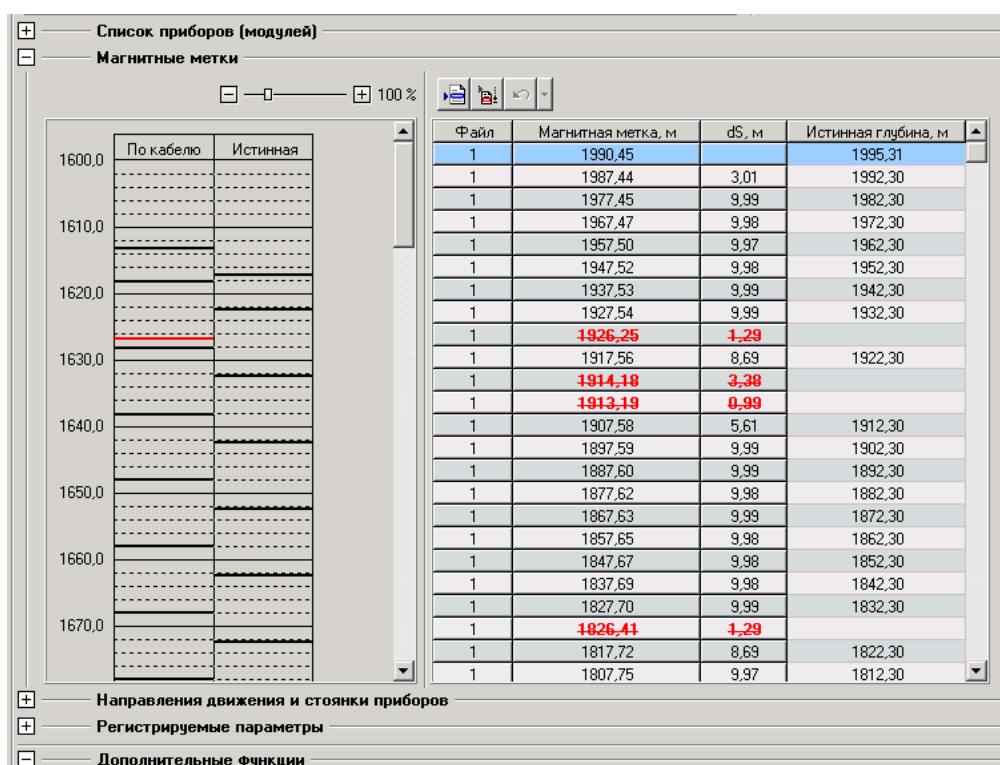 Список приборов (модулей)
Магнитные метки
100 %
По кабелю Истинная
1600,0
1610,0
1620,0
1630,0
1640,0
1650,0
1660,0
1670,0
Файл Магнитная метка, м dS, м Истинная глубина, м
1 1990,45 1995,31
1 1987,44 3,01 1992,30
1 1977,45 9,99 1982,30
1 1967,47 9,98 1972,30
1 1957,50 9,97 1962,30
1 1947,52 9,98 1952,30
1 1937,53 9,99 1942,30
1 1927,54 9,99 1932,30
1 1926,25 1,29
1 1917,56 8,69 1922,30
1 1914,18 3,38
1 1913,19 0,99
1 1907,58 5,61 1912,30
1 1897,59 9,99 1902,30
1 1887,60 9,99 1892,30
1 1877,62 9,98 1882,30
1 1867,63 9,99 1872,30
1 1857,65 9,98 1862,30
1 1847,67 9,98 1852,30
1 1837,69 9,98 1842,30
1 1827,70 9,99 1832,30
1 1826,41 1,29
1 1817,72 8,69 1822,30
1 1807,75 9,97 1812,30
Направления движения и стоянки приборов
Регистрируемые параметры
Дополнительные функции